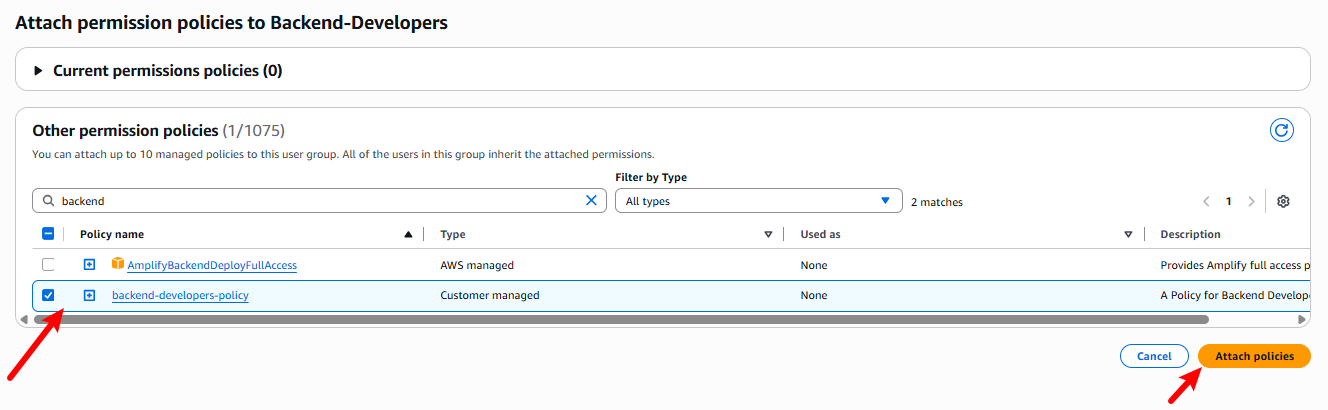 Attach permission policies to Backend-Developers
Current permissions policies (0)
Other permission policies (1/1075)
You can attach up to 10 managed policies to this user group. All of the users in this group inherit the attached permissions.
Filter by Type
backend
All types
2 matches
1
Policy name Type Used as Description
AmplifyBackendDeployFullAccess AWS managed None Provides Amplify full access p
backend-developers-policy Customer managed None A Policy for Backend Develope
Cancel Attach policies